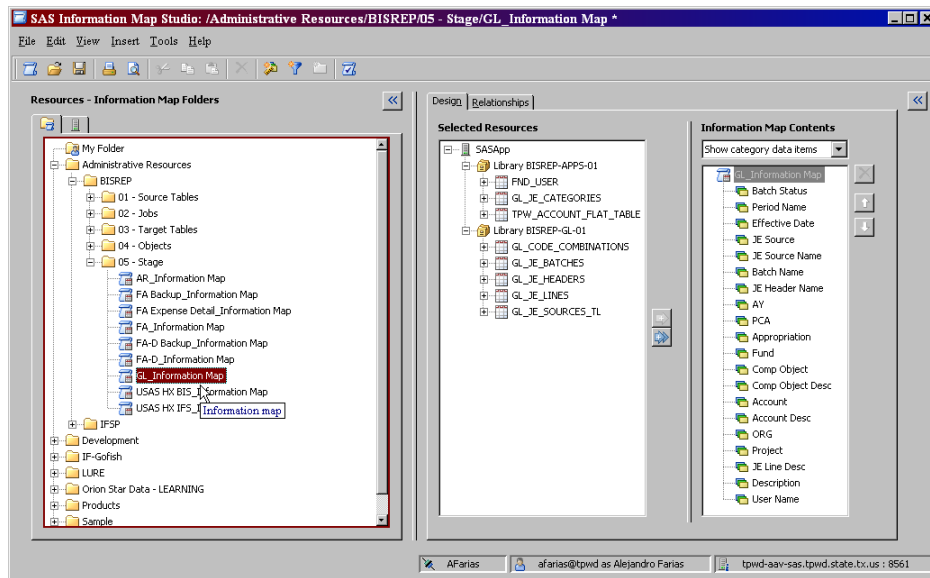 SAS Information Map Studio: /Administrative Resources/BISREP/05 - Stage/GL_Information Map *
File Edit View Insert Tools Help
Resources - Information Map Folders
My Folder
Administrative Resources
BISREP
01 - Source Tables
02 - Jobs
03 - Target Tables
04 - Objects
05 - Stage
AR_Information Map
FA Backup_Information Map
FA Expense Detail_Information Map
FA_Information Map
FA-D Backup_Information Map
FA-D_Information Map
GL_Information Map
USAS HX BIS_Information Map
USAS HX IFS_I
Information map
IFSP
Development
IF-Gofish
LURE
Orion Star Data - LEARNING
Products
Sample
Design Relationships
Selected Resources
SASApp
Library BISREP-APPS-01
FND_USER
GL_JE_CATEGORIES
TPW_ACCOUNT_FLAT_TABLE
Library BISREP-GL-01
GL_CODE_COMBINATIONS
GL_JE_BATCHES
GL_JE_HEADERS
GL_JE_LINES
GL_JE_SOURCES_TL
Information Map Contents
Show category data items
GL_Information Map
Batch Status
Period Name
Effective Date
JE Source
JE Source Name
Batch Name
JE Header Name
AY
PCA
Appropriation
Fund
Comp Object
Comp Object Desc
Account
Account Desc
ORG
Project
JE Line Desc
Description
User Name
AFarias afarias@tpwd as Alejandro Farias tpwd-aav-sas.tpwd.state.tx.us : 8561